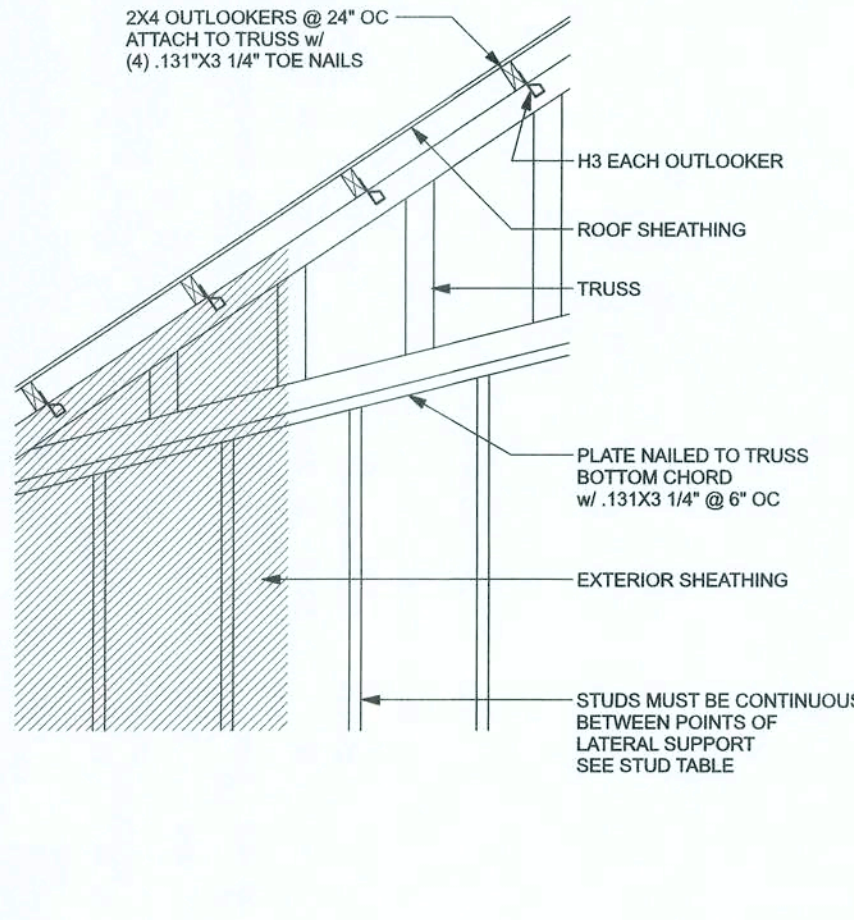 2X4 OUTLOOKERS @ 24" OC
ATTACH TO TRUSS w/
(4) .131"X3 1/4" TOE NAILS
H3 EACH OUTLOOKER
ROOF SHEATHING
TRUSS
PLATE NAILED TO TRUSS
BOTTOM CHORD
w/ .131X3 1/4" @ 6" OC
EXTERIOR SHEATHING
STUDS MUST BE CONTINUOUS
BETWEEN POINTS OF
LATERAL SUPPORT
SEE STUD TABLE